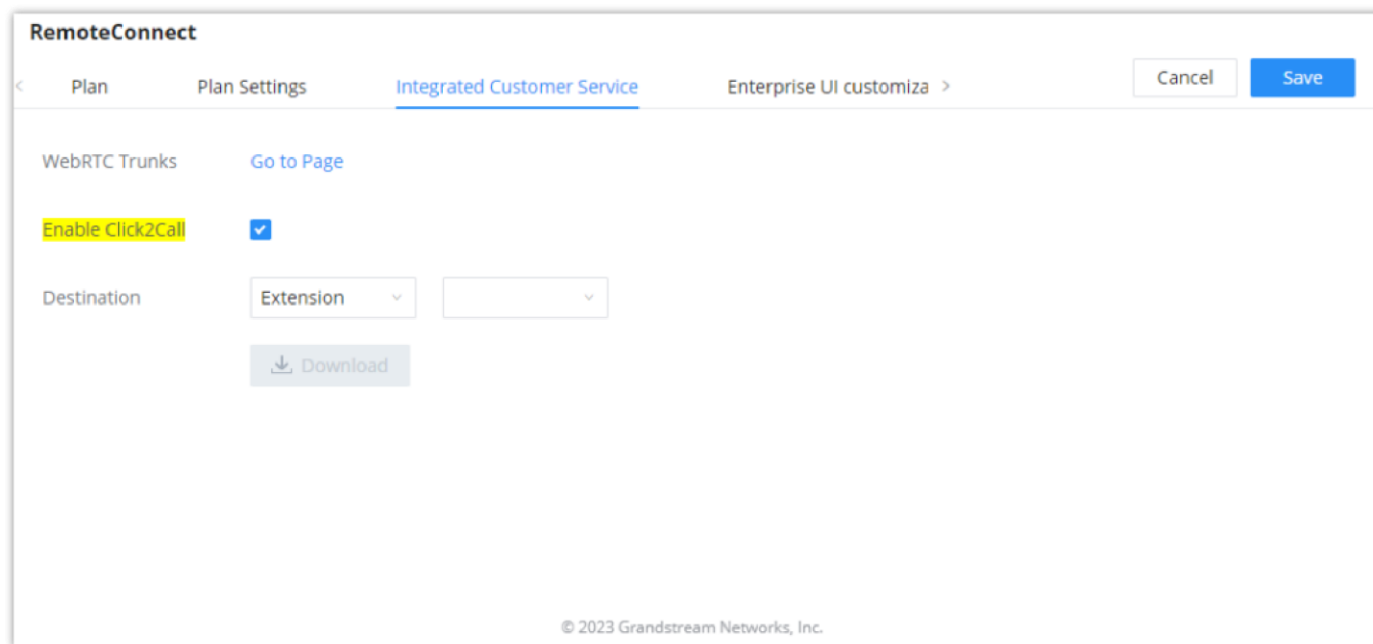 RemoteConnect
Plan Plan Settings Integrated Customer Service Enterprise UI customiza Cancel Save
WebRTC Trunks Go to Page
Enable Click2Call
Destination Extension
Download
© 2023 Grandstream Networks, Inc.